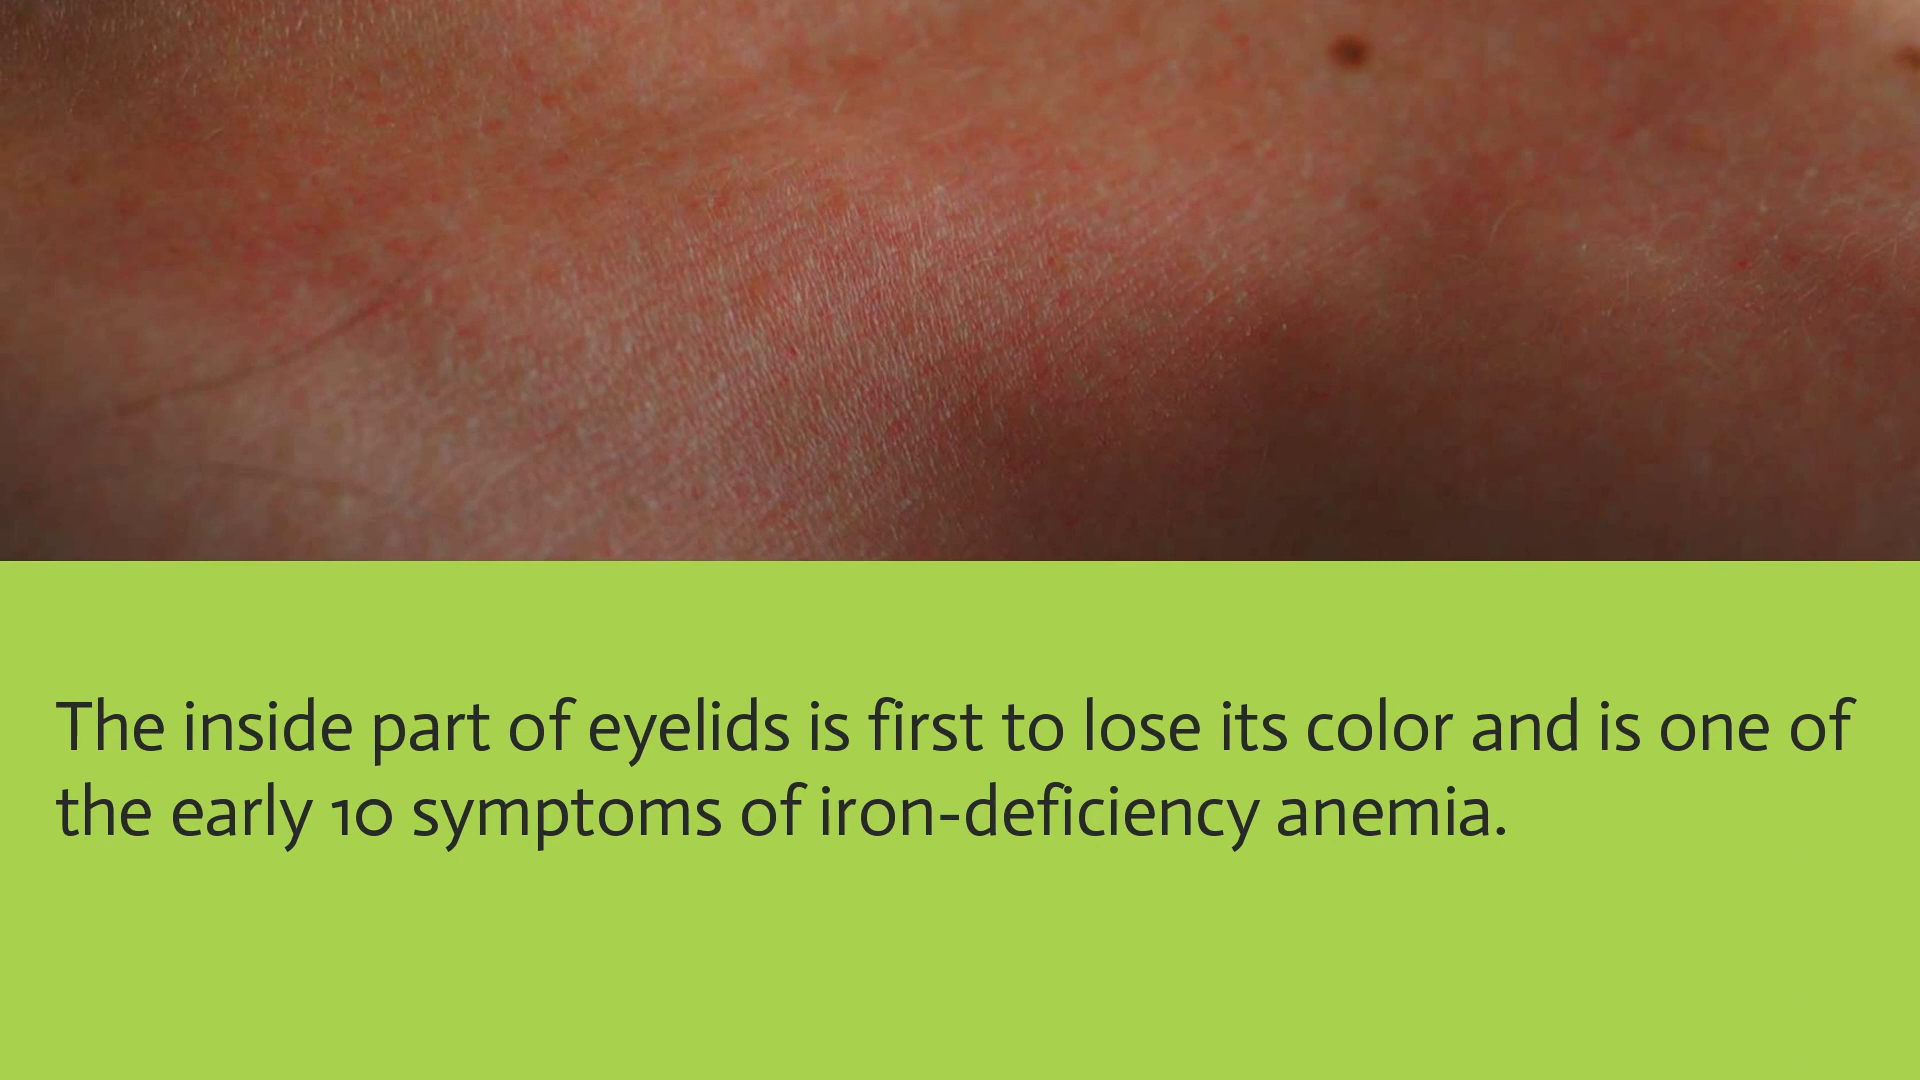 The inside part of eyelids is first to lose its color and is one of
the early 10 symptoms of iron-deficiency anemia.